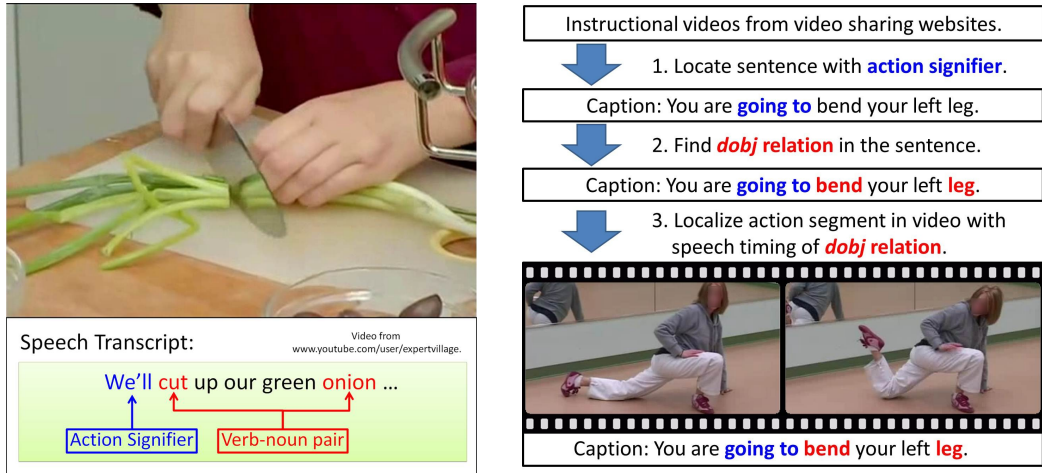 Speech Transcript:
Video from
www.youtube.com/user/expertvillage.
We'll cut up our green onion ...
Action Signifier
Verb-noun pair
Instructional videos from video sharing websites.
1. Locate sentence with action signifier.
Caption: You are going to bend your left leg.
2. Find dobj relation in the sentence.
Caption: You are going to bend your left leg.
3. Localize action segment in video with
speech timing of dobj relation.
Caption: You are going to bend your left leg.